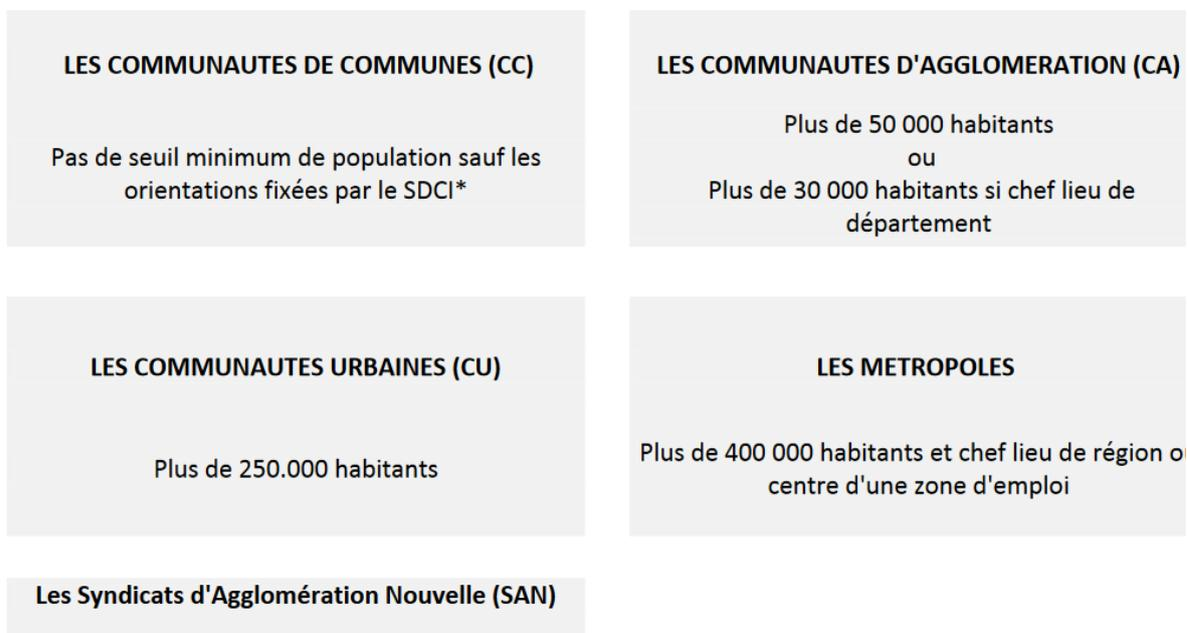 LES COMMUNAUTES DE COMMUNES (CC)
Pas de seuil minimum de population sauf les
orientations fixées par le SDCI*
LES COMMUNAUTES D'AGGLOMERATION (CA)
Plus de 50 000 habitants
ou
Plus de 30 000 habitants si chef lieu de
département
LES COMMUNAUTES URBAINES (CU)
Plus de 250.000 habitants
LES METROPOLES
Plus de 400 000 habitants et chef lieu de région ou
centre d'une zone d'emploi
Les Syndicats d'Agglomération Nouvelle (SAN)